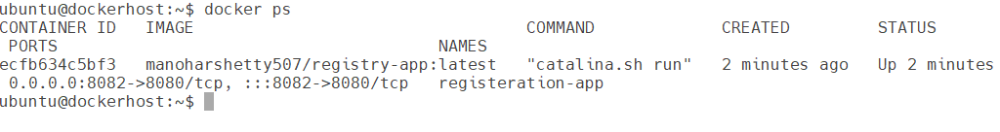 ubuntu@dockerhost:~$ docker ps
CONTAINER ID   IMAGE                                    COMMAND             CREATED         STATUS
 PORTS                                         NAMES
ecfb634c5bf3   manoharshetty507/registry-app:latest   "catalina.sh run"   2 minutes ago   Up 2 minutes
 0.0.0.0:8082->8080/tcp, :::8082->8080/tcp   registeration-app
ubuntu@dockerhost:~$